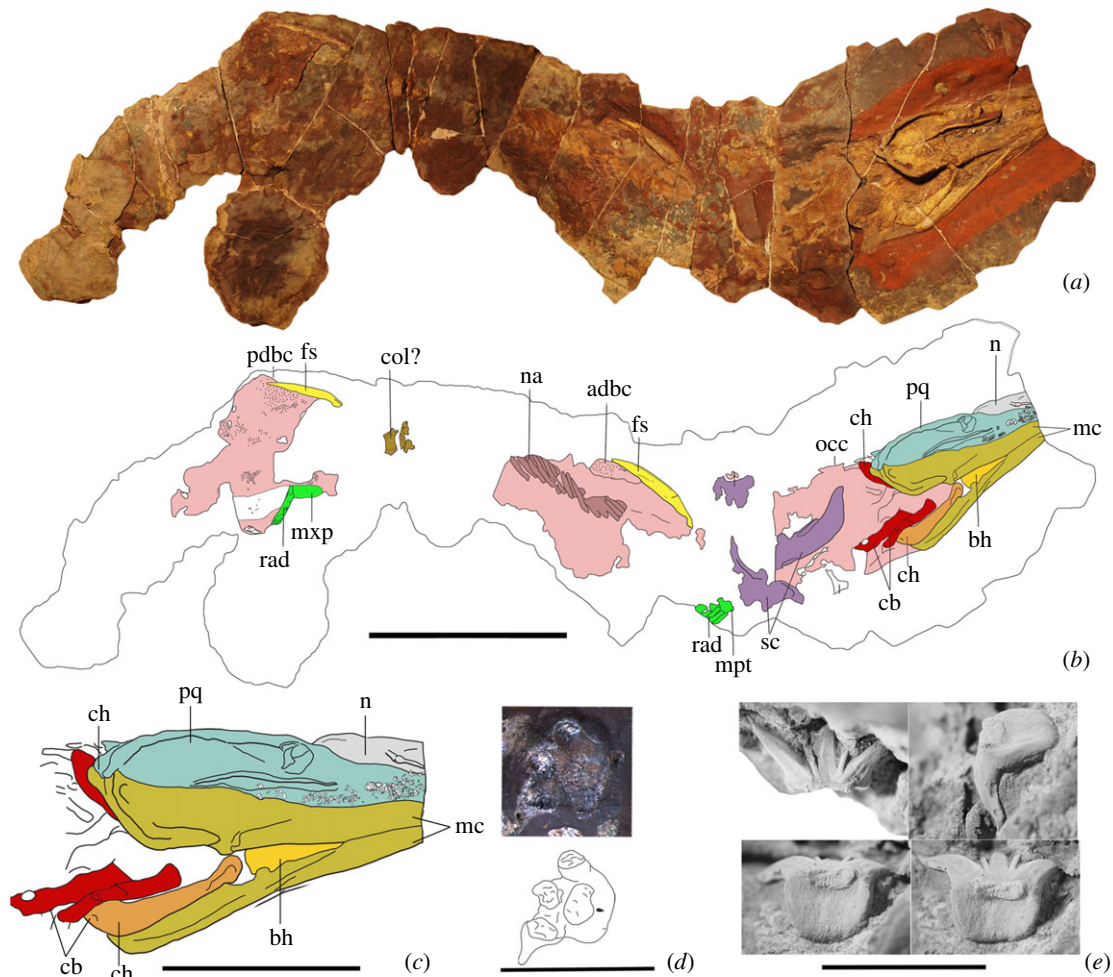 (a)
pdbc fs col? na adbc fs occ ch pq n
mc
rad mxp
bh
ch
cb
rad mpt sc
(b)
ch pq n
mc
bh
cb ch
(c)
(d)
(e)